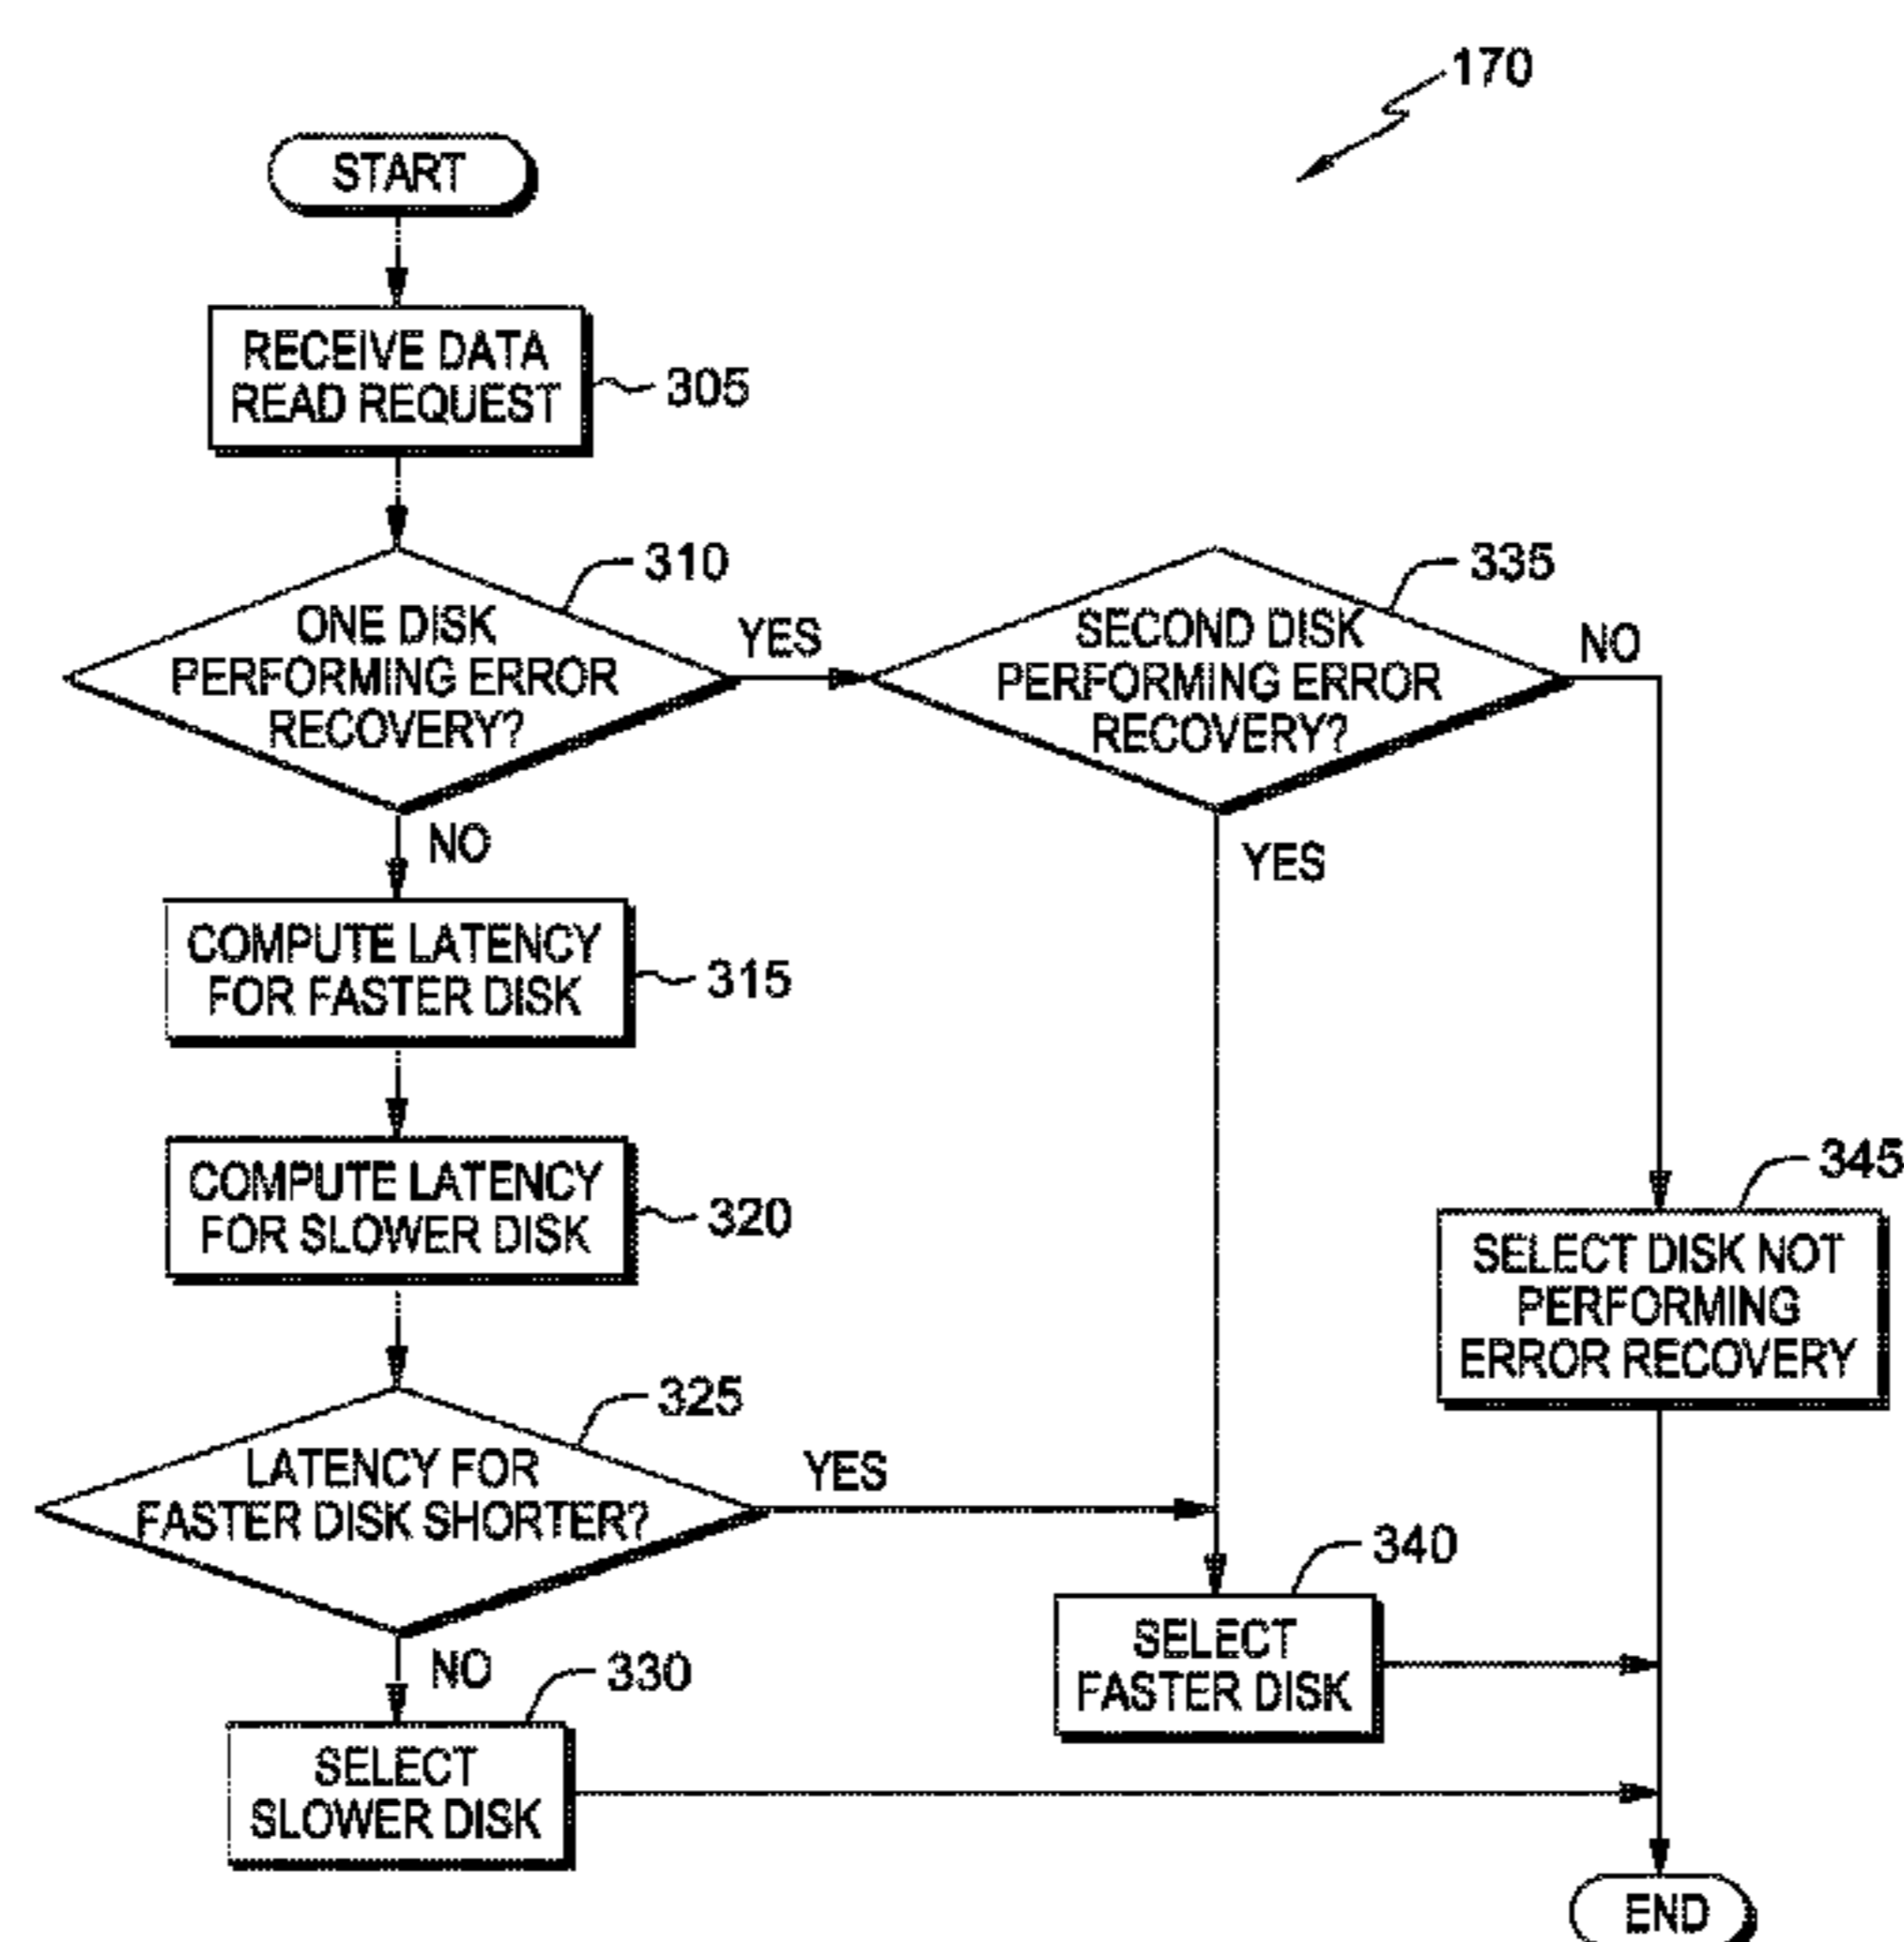 170
START
RECEIVE DATA
READ REQUEST
305
310
ONE DISK
PERFORMING ERROR
RECOVERY?
YES
335
SECOND DISK
PERFORMING ERROR
RECOVERY?
NO
NO
YES
COMPUTE LATENCY
FOR FASTER DISK
315
COMPUTE LATENCY
FOR SLOWER DISK
320
345
SELECT DISK NOT
PERFORMING
ERROR RECOVERY
325
LATENCY FOR
FASTER DISK SHORTER?
YES
340
SELECT
FASTER DISK
NO
330
SELECT
SLOWER DISK
END